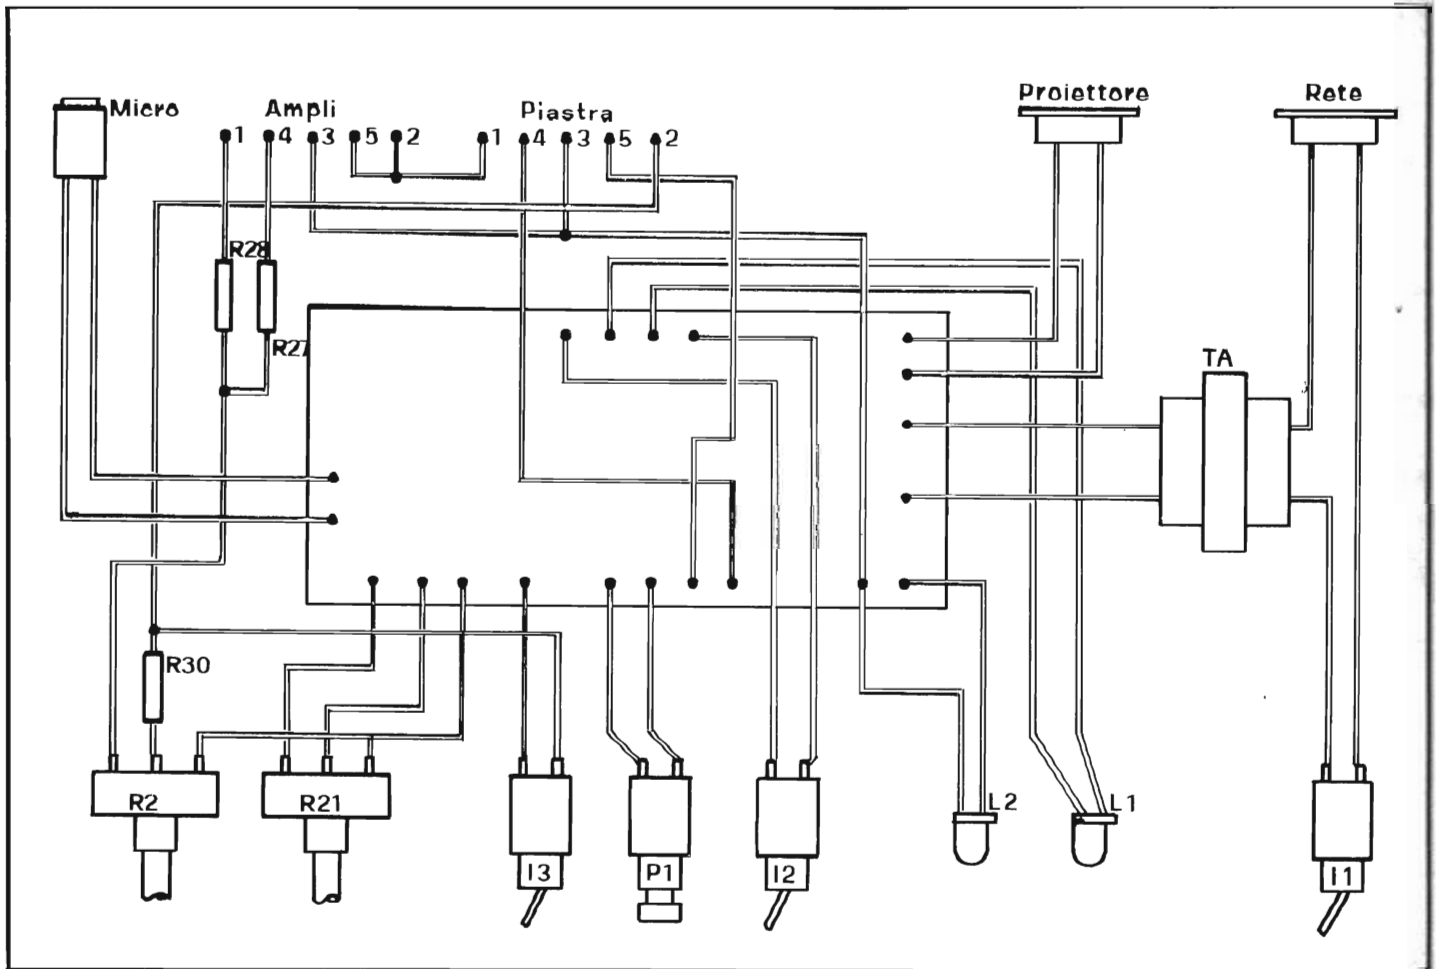 Micro
Ampli
Piastra
Proiettore
Rete
1 4 3 5 2
1 4 3 5 2
R28
R27
TA
R30
R2
R21
I3
P1
I2
L2
L1
I1